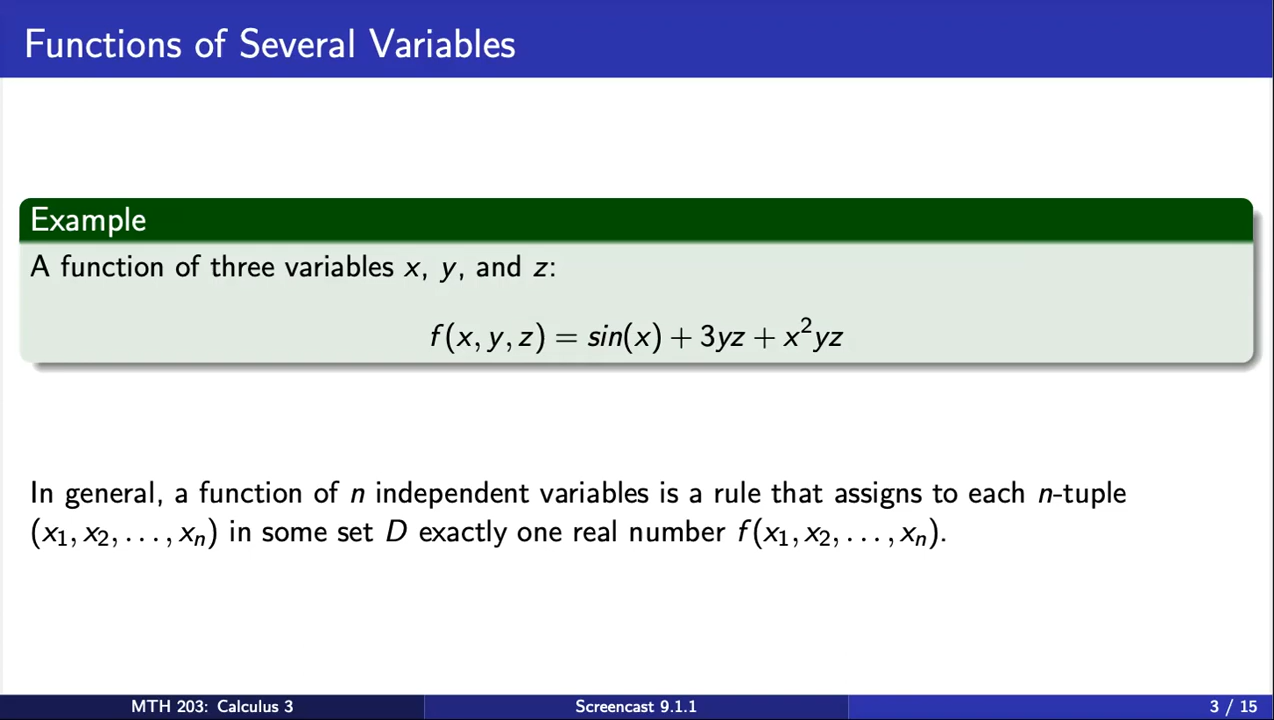 Functions of Several Variables
Example
A function of three variables x, y, and z:
f(x, y, z) = sin(x) + 3yz + x²yz
In general, a function of n independent variables is a rule that assigns to each n-tuple
(x₁, x₂, . . . , xₙ) in some set D exactly one real number f(x₁, x₂, . . . , xₙ).
MTH 203: Calculus 3 Screencast 9.1.1 3 / 15